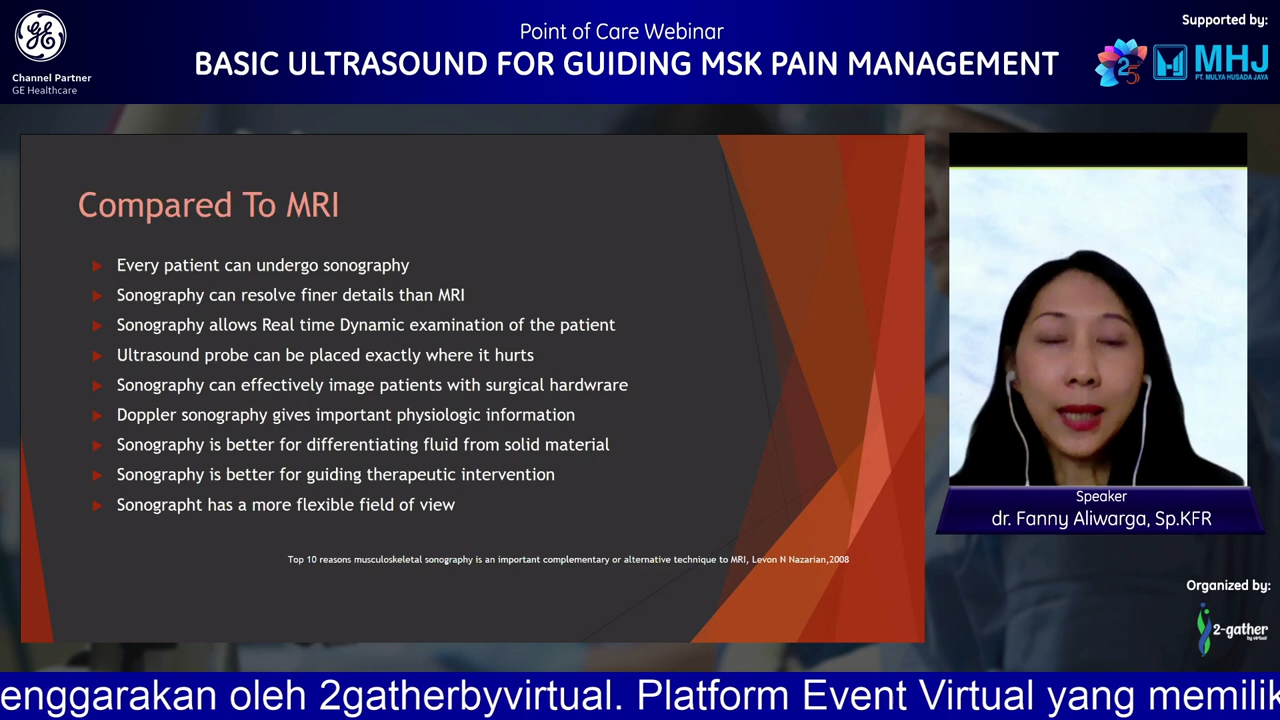 GE
Channel Partner
GE Healthcare
Point of Care Webinar
BASIC ULTRASOUND FOR GUIDING MSK PAIN MANAGEMENT
Supported by:
25
MHJ
PT. MULYA HUSADA JAYA
Compared To MRI
Every patient can undergo sonography
Sonography can resolve finer details than MRI
Sonography allows Real time Dynamic examination of the patient
Ultrasound probe can be placed exactly where it hurts
Sonography can effectively image patients with surgical hardware
Doppler sonography gives important physiologic information
Sonography is better for differentiating fluid from solid material
Sonography is better for guiding therapeutic intervention
Sonographt has a more flexible field of view
Top 10 reasons musculoskeletal sonography is an important complementary or alternative technique to MRI, Levon N Nazarian,2008
Speaker
dr. Fanny Aliwarga, Sp.KFR
Organized by:
2-gather
by virtual
enggarakan oleh 2gatherbyvirtual. Platform Event Virtual yang memilik